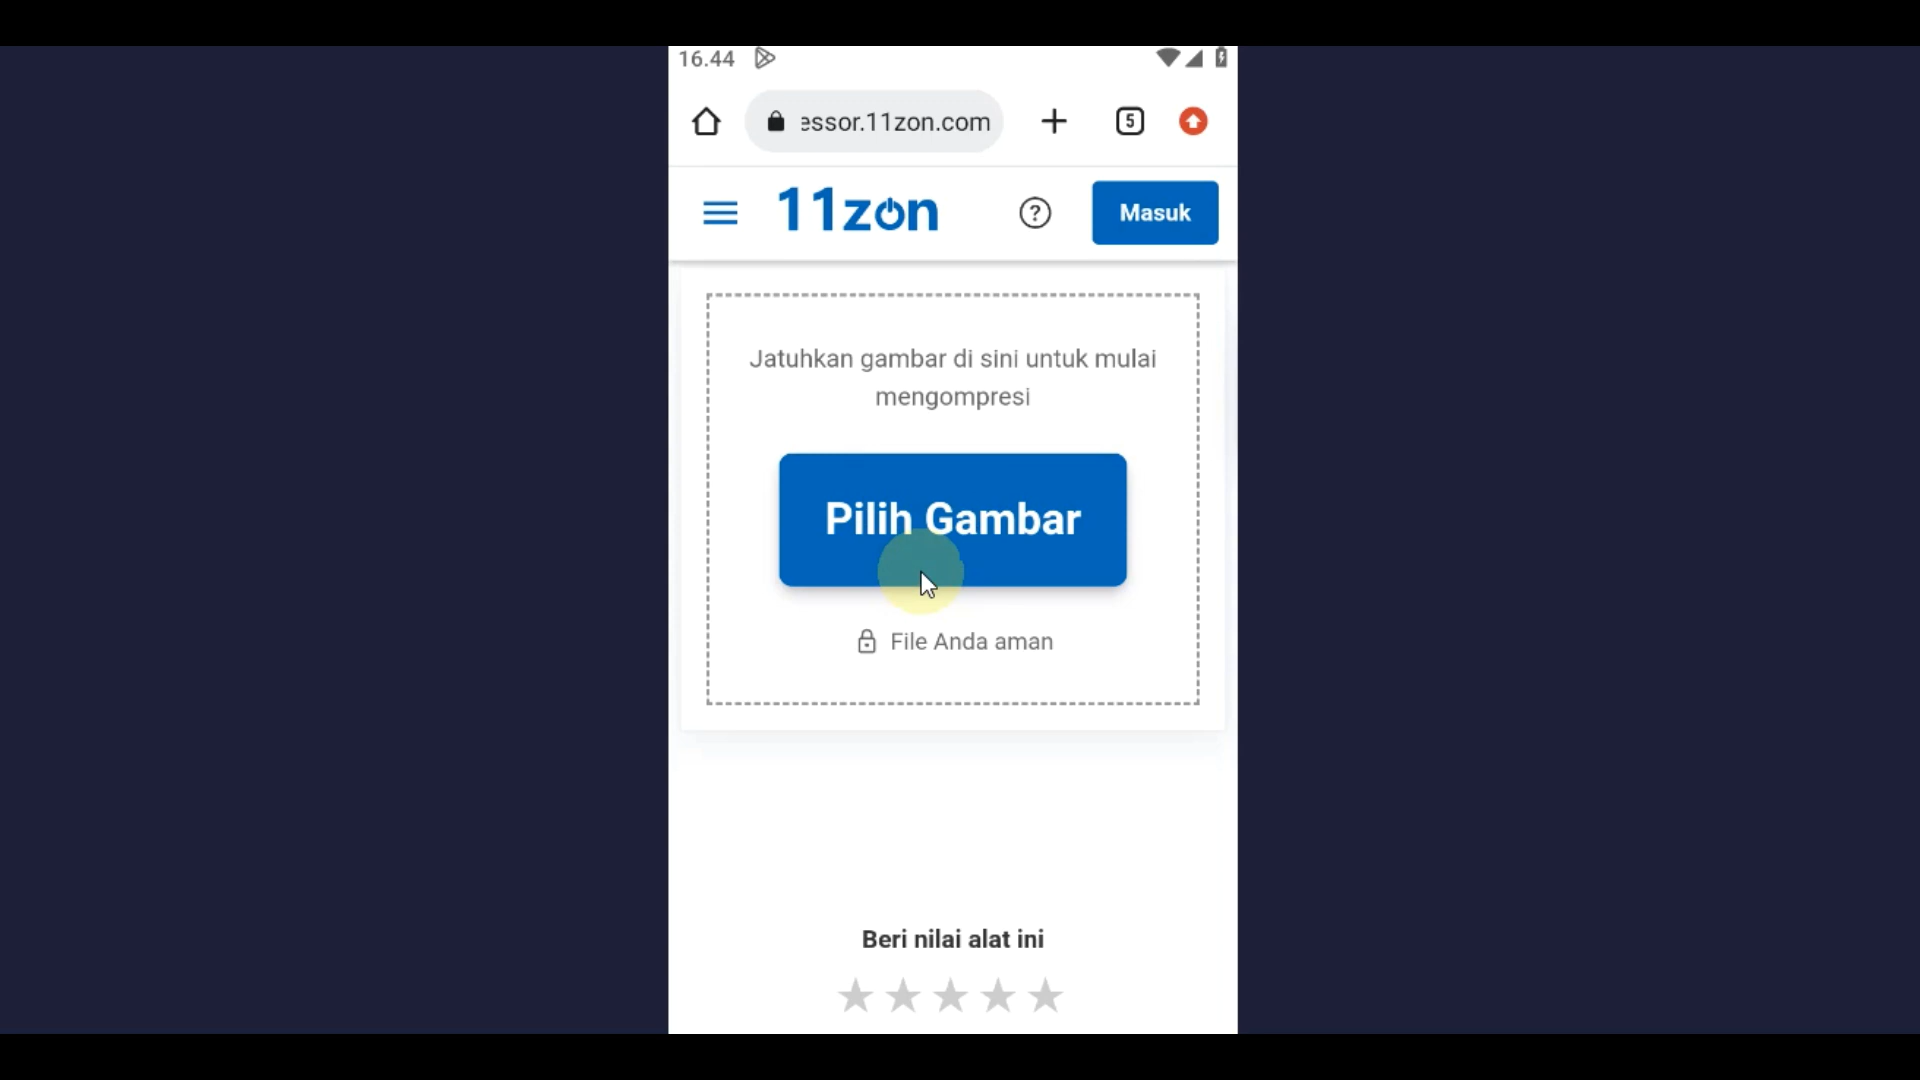 16.44
essor.11zon.com
5
11zon
?
Masuk
Jatuhkan gambar di sini untuk mulai
mengompresi
Pilih Gambar
File Anda aman
Beri nilai alat ini